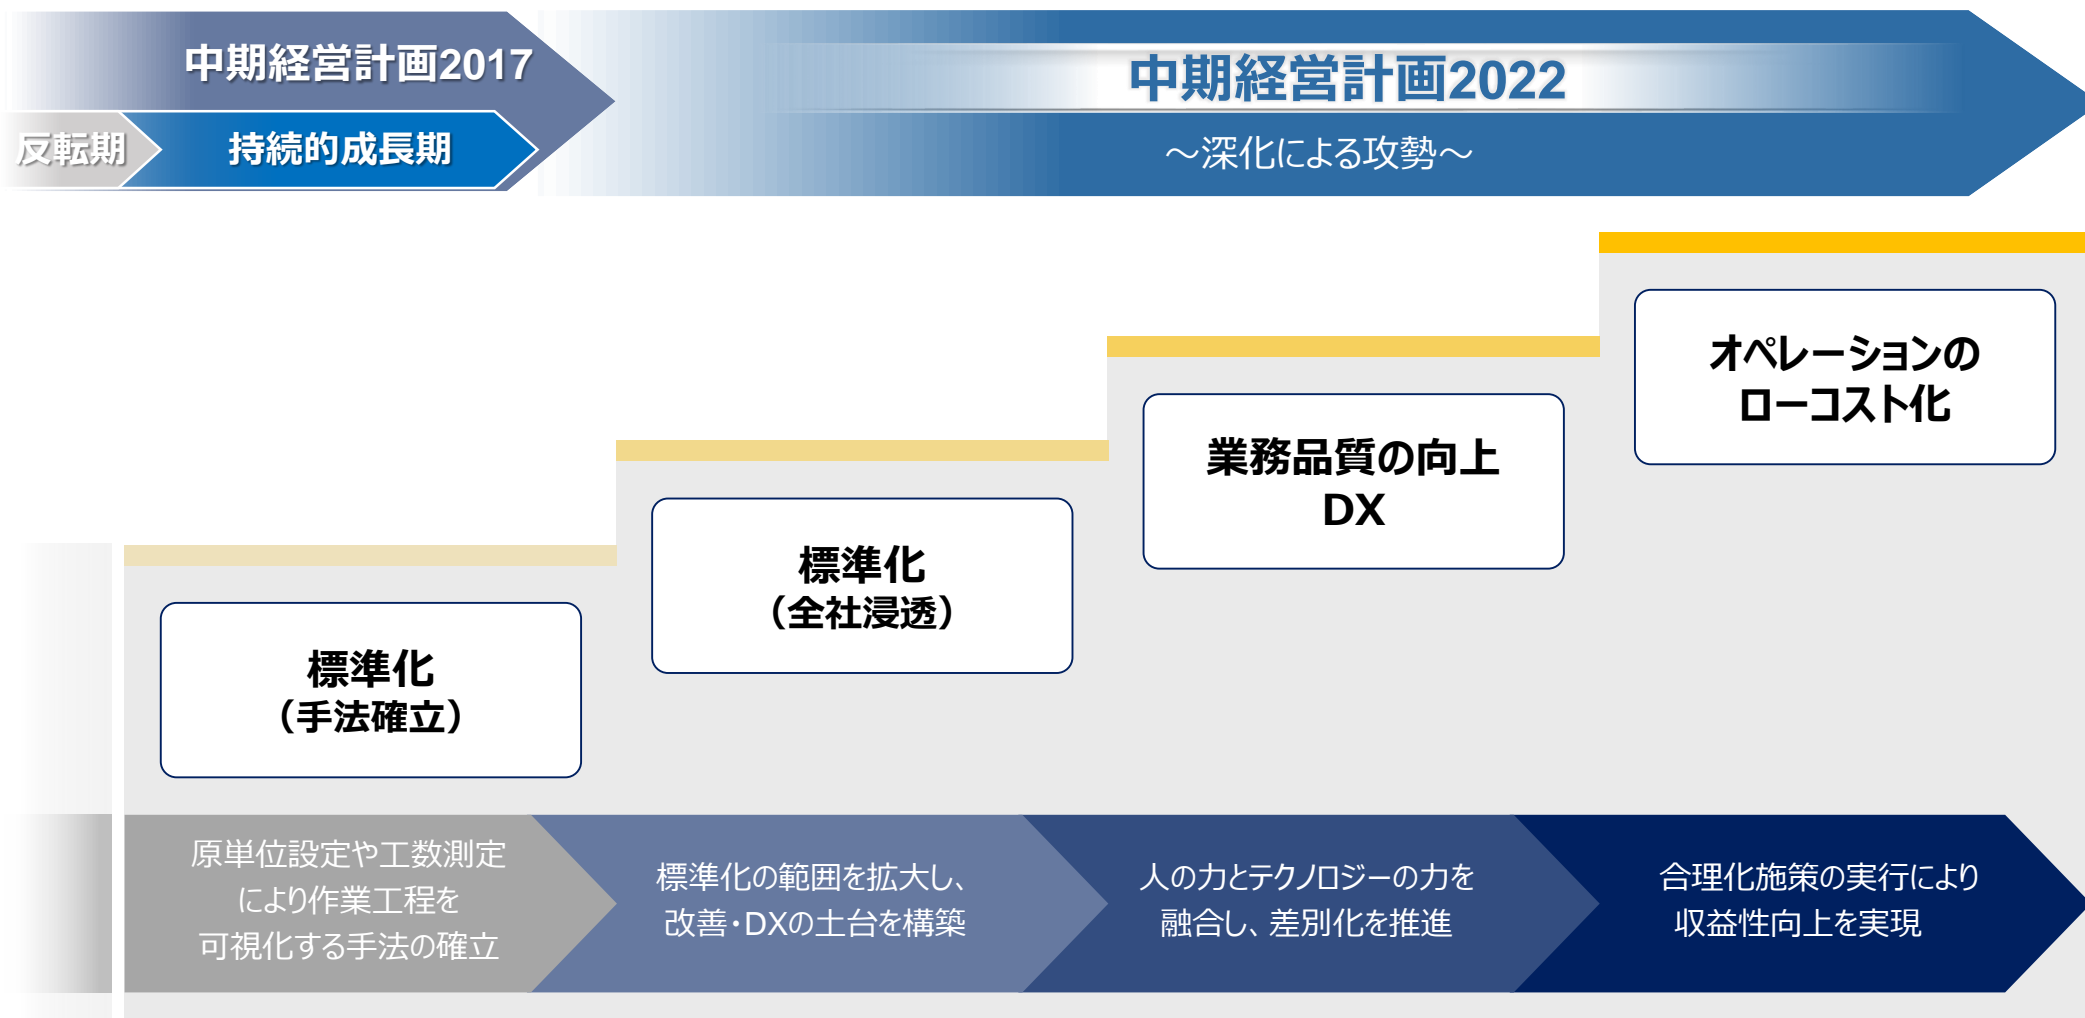 中期経営計画2017
反転期
持続的成長期
中期経営計画2022
～深化による攻勢～
標準化
（手法確立）
標準化
（全社浸透）
業務品質の向上
DX
オペレーションの
ローコスト化
原単位設定や工数測定
により作業工程を
可視化する手法の確立
標準化の範囲を拡大し、
改善・DXの土台を構築
人の力とテクノロジーの力を
融合し、差別化を推進
合理化施策の実行により
収益性向上を実現